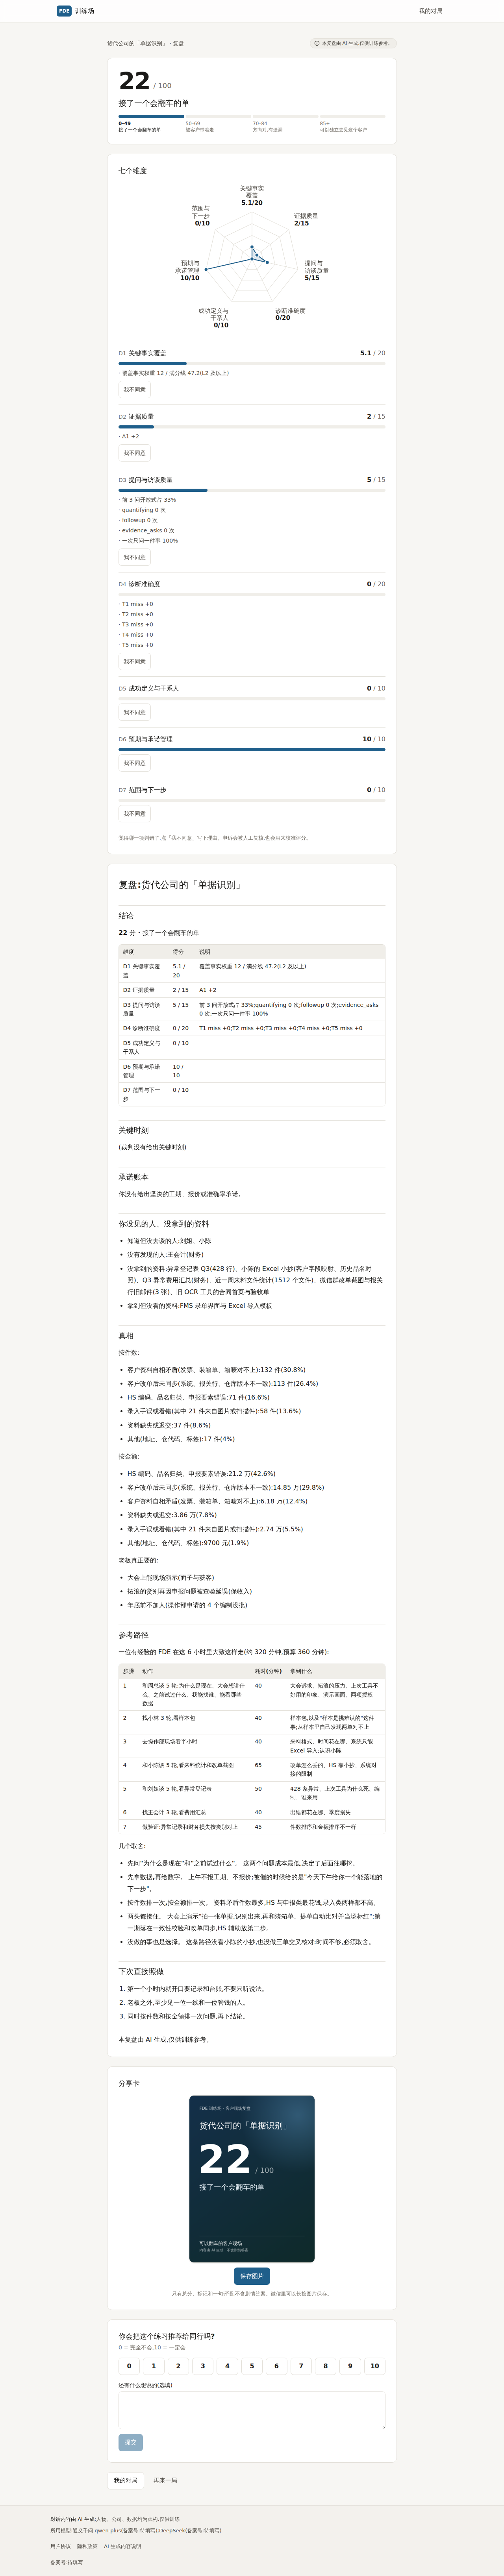 FDE 训练场
我的对局
货代公司的「单据识别」 · 复盘
本复盘由 AI 生成,仅供训练参考。
22 / 100
接了一个会翻车的单
0–49
接了一个会翻车的单
50–69
被客户带着走
70–84
方向对,有遗漏
85+
可以独立去见这个客户
七个维度
关键事实
覆盖
5.1/20
证据质量
2/15
提问与
访谈质量
5/15
诊断准确度
0/20
成功定义与
干系人
0/10
预期与
承诺管理
10/10
范围与
下一步
0/10
D1 关键事实覆盖
5.1 / 20
· 覆盖事实权重 12 / 满分线 47.2(L2 及以上)
我不同意
D2 证据质量
2 / 15
· A1 +2
我不同意
D3 提问与访谈质量
5 / 15
· 前 3 问开放式占 33%
· quantifying 0 次
· followup 0 次
· evidence_asks 0 次
· 一次只问一件事 100%
我不同意
D4 诊断准确度
0 / 20
· T1 miss +0
· T2 miss +0
· T3 miss +0
· T4 miss +0
· T5 miss +0
我不同意
D5 成功定义与干系人
0 / 10
我不同意
D6 预期与承诺管理
10 / 10
我不同意
D7 范围与下一步
0 / 10
我不同意
觉得哪一项判错了,点「我不同意」写下理由。申诉会被人工复核,也会用来校准评分。
复盘:货代公司的「单据识别」
结论
22 分 · 接了一个会翻车的单
维度 得分 说明
D1 关键事实覆
盖
5.1 /
20
覆盖事实权重 12 / 满分线 47.2(L2 及以上)
D2 证据质量 2 / 15 A1 +2
D3 提问与访谈
质量
5 / 15
前 3 问开放式占 33%;quantifying 0 次;followup 0 次;evidence_asks
0 次;一次只问一件事 100%
D4 诊断准确度 0 / 20 T1 miss +0;T2 miss +0;T3 miss +0;T4 miss +0;T5 miss +0
D5 成功定义与
干系人
0 / 10
D6 预期与承诺
管理
10 /
10
D7 范围与下一
步
0 / 10
关键时刻
(裁判没有给出关键时刻)
承诺账本
你没有给出坚决的工期、报价或准确率承诺。
你没见的人、没拿到的资料
• 知道但没去谈的人:刘姐、小陈
• 没有发现的人:王会计(财务)
• 没拿到的资料:异常登记表 Q3(428 行)、小陈的 Excel 小抄(客户字段映射、历史品名对
照)、Q3 异常费用汇总(财务)、近一周来料文件统计(1512 个文件)、微信群改单截图与报关
行旧邮件(3 张)、旧 OCR 工具的合同首页与验收单
• 拿到但没看的资料:FMS 录单界面与 Excel 导入模板
真相
按件数:
• 客户资料自相矛盾(发票、装箱单、箱唛对不上):132 件(30.8%)
• 客户改单后未同步(系统、报关行、仓库版本不一致):113 件(26.4%)
• HS 编码、品名归类、申报要素错误:71 件(16.6%)
• 录入手误或看错(其中 21 件来自图片或扫描件):58 件(13.6%)
• 资料缺失或迟交:37 件(8.6%)
• 其他(地址、仓代码、标签):17 件(4%)
按金额:
• HS 编码、品名归类、申报要素错误:21.2 万(42.6%)
• 客户改单后未同步(系统、报关行、仓库版本不一致):14.85 万(29.8%)
• 客户资料自相矛盾(发票、装箱单、箱唛对不上):6.18 万(12.4%)
• 资料缺失或迟交:3.86 万(7.8%)
• 录入手误或看错(其中 21 件来自图片或扫描件):2.74 万(5.5%)
• 其他(地址、仓代码、标签):9700 元(1.9%)
老板真正要的:
• 大会上能现场演示(面子与获客)
• 拓浪的货别再因申报问题被查验延误(保收入)
• 年底前不加人(操作部申请的 4 个编制没批)
参考路径
一位有经验的 FDE 在这 6 小时里大致这样走(约 320 分钟,预算 360 分钟):
步骤 动作 耗时(分钟) 拿到什么
1
和周总谈 5 轮:为什么是现在、大会想讲什
么、之前试过什么、我能找谁、能看哪些
数据
40
大会诉求、拓浪的压力、上次工具不
好用的印象、演示画面、两项授权
2 找小林 3 轮,看样本包 40
样本包,以及"样本是挑难认的"这件
事;从样本里自己发现两单对不上
3 去操作部现场看半小时 40
来料格式、时间花在哪、系统只能
Excel 导入;认识小陈
4 和小陈谈 5 轮,看来料统计和改单截图 65
改单怎么丢的、HS 靠小抄、系统对
接的限制
5 和刘姐谈 5 轮,看异常登记表 50
428 条异常、上次工具为什么死、编
制、谁来用
6 找王会计 3 轮,看费用汇总 40 出错都花在哪、季度损失
7 做验证:异常记录和财务损失按类别对上 45 件数排序和金额排序不一样
几个取舍:
• 先问"为什么是现在"和"之前试过什么"。 这两个问题成本最低,决定了后面往哪挖。
• 先拿数据,再给数字。 上午不报工期、不报价;被催的时候给的是"今天下午给你一个能落地的
下一步"。
• 按件数排一次,按金额排一次。 资料矛盾件数最多,HS 与申报类最花钱,录入类两样都不高。
• 两头都接住。 大会上演示"拍一张单据,识别出来,再和装箱单、提单自动比对并当场标红";第
一期落在一致性校验和改单同步,HS 辅助放第二步。
• 没做的事也是选择。 这条路径没看小陈的小抄,也没做三单交叉核对:时间不够,必须取舍。
下次直接照做
1. 第一个小时内就开口要记录和台账,不要只听说法。
2. 老板之外,至少见一位一线和一位管钱的人。
3. 同时按件数和按金额排一次问题,再下结论。
本复盘由 AI 生成,仅供训练参考。
分享卡
FDE 训练场 · 客户现场复盘
货代公司的「单据识别」
22 / 100
接了一个会翻车的单
可以翻车的客户现场
保存图片
只有总分、标记和一句评语,不含剧情答案。微信里可以长按图片保存。
你会把这个练习推荐给同行吗?
0 = 完全不会,10 = 一定会
0 1 2 3 4 5 6 7 8 9 10
还有什么想说的(选填)
提交
我的对局 再来一局
对话内容由 AI 生成;人物、公司、数据均为虚构,仅供训练
所用模型:通义千问 qwen-plus(备案号:待填写);DeepSeek(备案号:待填写)
用户协议 隐私政策 AI 生成内容说明
备案号:待填写